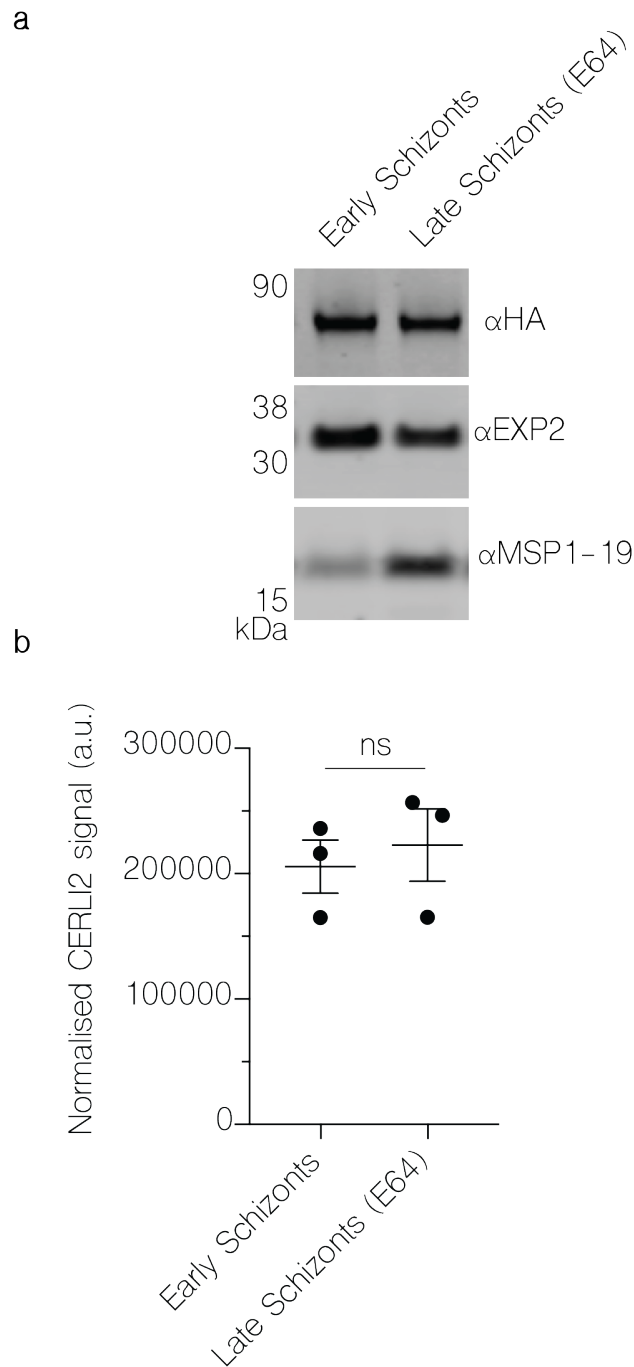 a
Early Schizonts
Late Schizonts (E64)
90
αHA
38
αEXP2
30
αMSP1-19
15
kDa
b
Normalised CERLI2 signal (a.u.)
300000
ns
200000
100000
0
Early Schizonts
Late Schizonts (E64)